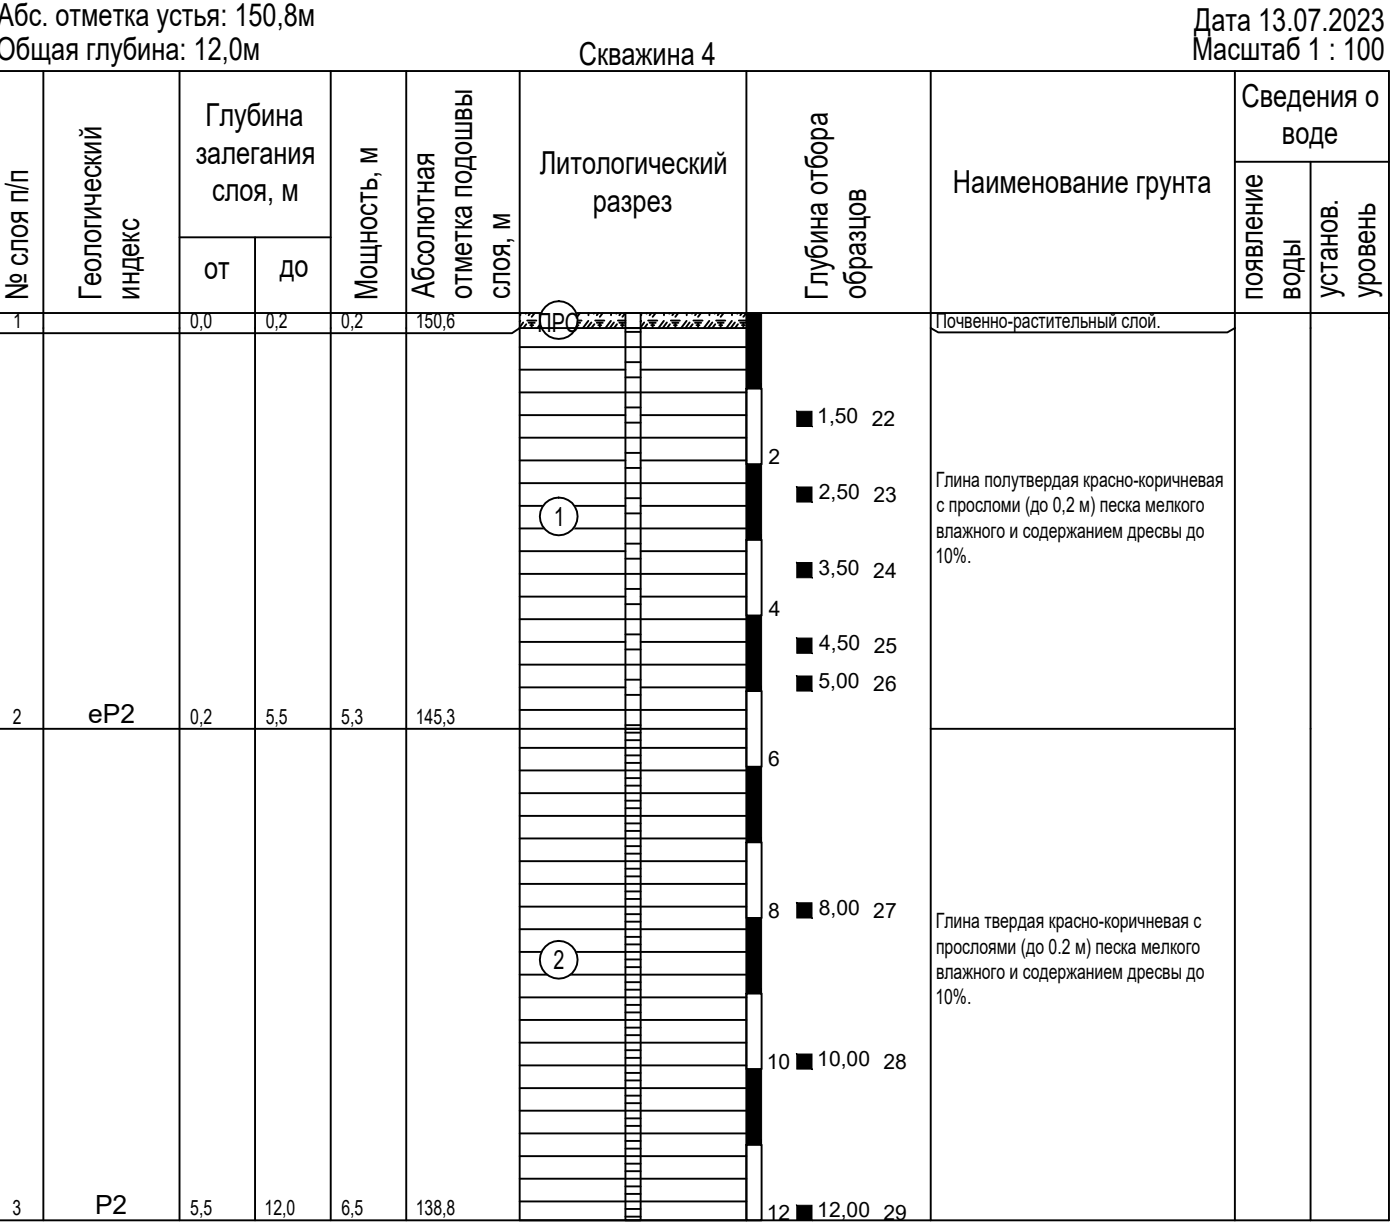 Абс. отметка устья: 150,8м
Общая глубина: 12,0м
Скважина 4
Дата 13.07.2023
Масштаб 1 : 100
№ слоя п/п
Геологический
индекс
Глубина
залегания
слоя, м
от
до
Мощность, м
Абсолютная
отметка подошвы
слоя, м
Литологический
разрез
Глубина отбора
образцов
Наименование грунта
Сведения о
воде
появление
воды
установ.
уровень
1 0,0 0,2 0,2 150,6 ПРС Почвенно-растительный слой.
1,50 22
2
2,50 23
1
3,50 24
4
4,50 25
5,00 26
Глина полутвердая красно-коричневая
с просломи (до 0,2 м) песка мелкого
влажного и содержанием дресвы до
10%.
2 eP2 0,2 5,5 5,3 145,3
6
8 8,00 27
2
Глина твердая красно-коричневая с
прослоями (до 0.2 м) песка мелкого
влажного и содержанием дресвы до
10%.
10 10,00 28
3 P2 5,5 12,0 6,5 138,8 12 12,00 29